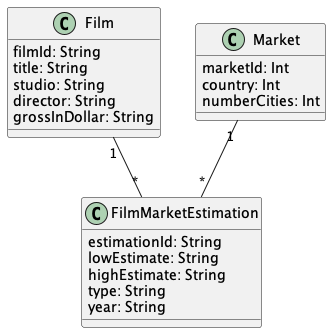 C Film
filmId: String
title: String
studio: String
director: String
grossInDollar: String
C Market
marketId: Int
country: Int
numberCities: Int
1
*
1
*
C FilmMarketEstimation
estimationId: String
lowEstimate: String
highEstimate: String
type: String
year: String